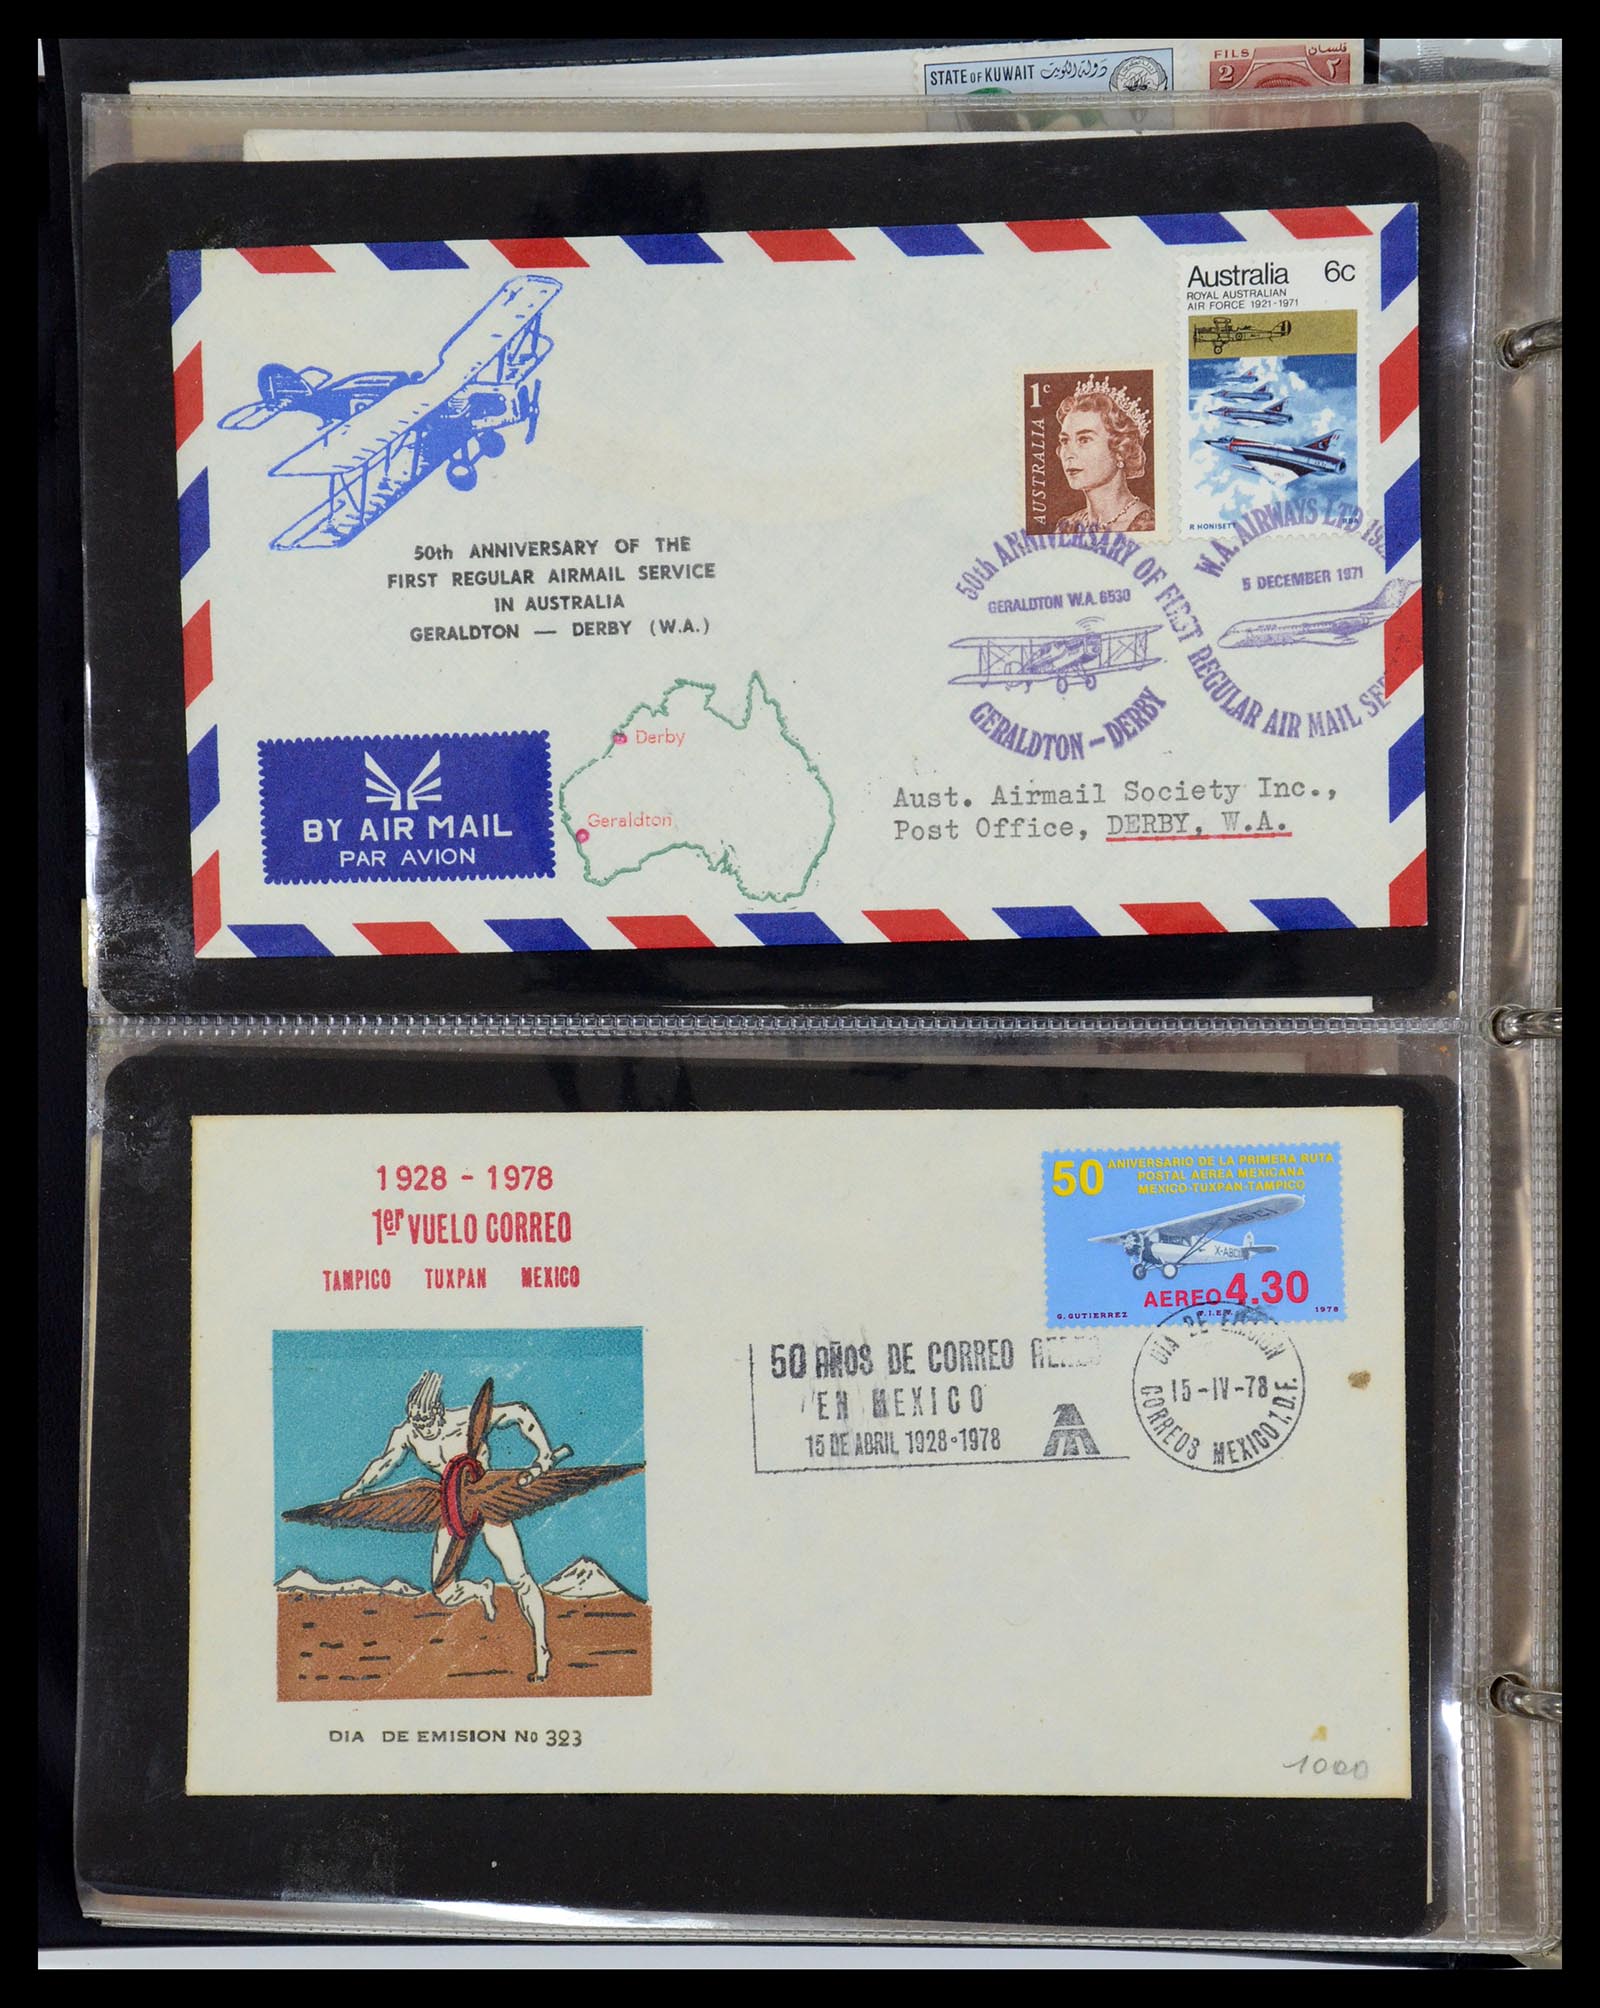 STATE OF KUWAIT دولة الكويت
FILS فلس
2 ٢
Australia 6c
ROYAL AUSTRALIAN
AIR FORCE 1921-1971
R HONISETT RBA
1c
AUSTRALIA
50th ANNIVERSARY OF THE
FIRST REGULAR AIRMAIL SERVICE
IN AUSTRALIA
GERALDTON — DERBY (W.A.)
50th ANNIVERSARY OF FIRST REGULAR AIR MAIL
GERALDTON W.A. 6530
GERALDTON - DERBY
W.A. AIRWAYS LTD
5 DECEMBER 1971
Derby
Geraldton
BY AIR MAIL
PAR AVION
Aust. Airmail Society Inc.,
Post Office, DERBY, W.A.
1928 - 1978
1er VUELO CORREO
TAMPICO TUXPAN MEXICO
50 ANIVERSARIO DE LA PRIMERA RUTA
POSTAL AEREA MEXICANA
MEXICO-TUXPAN-TAMPICO
X-ABCI
AEREO 4.30
G. GUTIERREZ T.I.E.V. 1978
50 AÑOS DE CORREO AEREO
EN MEXICO
15 DE ABRIL 1928-1978
DIA DE EMISION
15-IV-78
CORREOS MEXICO 1, D.F.
DIA DE EMISION No 323
1000